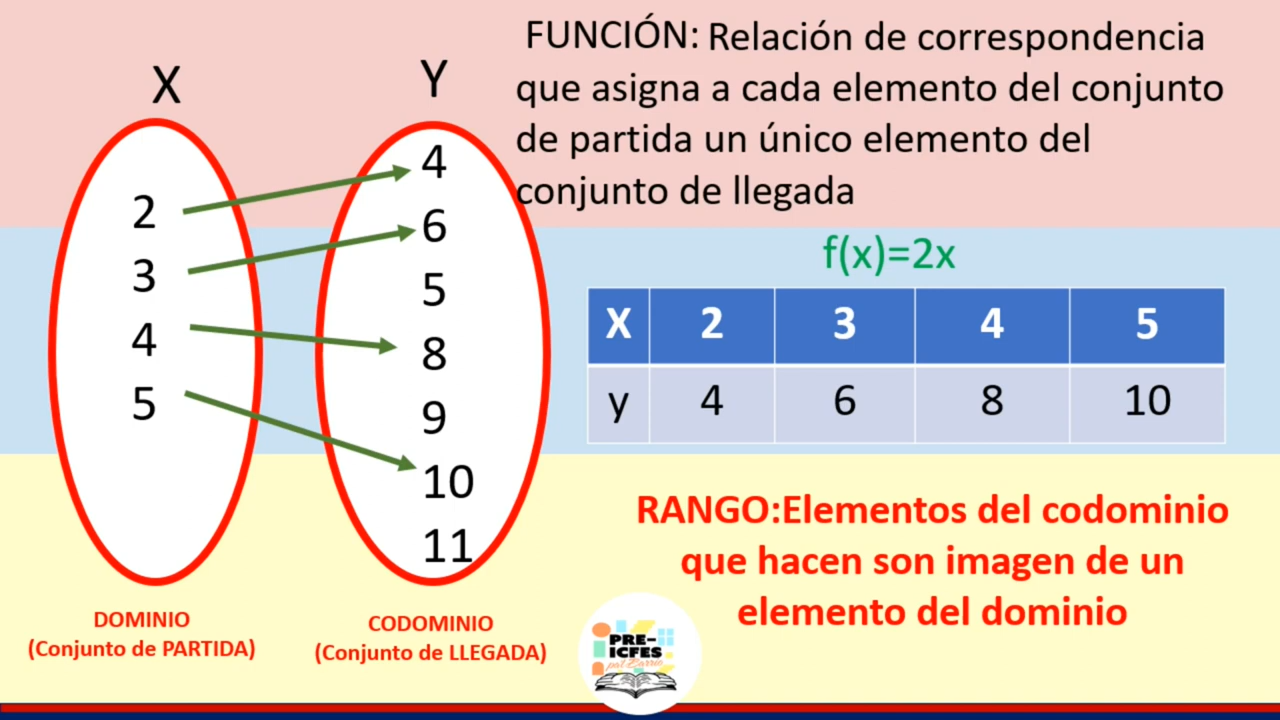 FUNCIÓN: Relación de correspondencia
que asigna a cada elemento del conjunto
de partida un único elemento del
conjunto de llegada
X
Y
2
3
4
5
4
6
5
8
9
10
11
f(x)=2x
X 2 3 4 5
y 4 6 8 10
RANGO:Elementos del codominio
que hacen son imagen de un
elemento del dominio
DOMINIO
(Conjunto de PARTIDA)
CODOMINIO
(Conjunto de LLEGADA)
PRE-
ICFES
pat Barrio